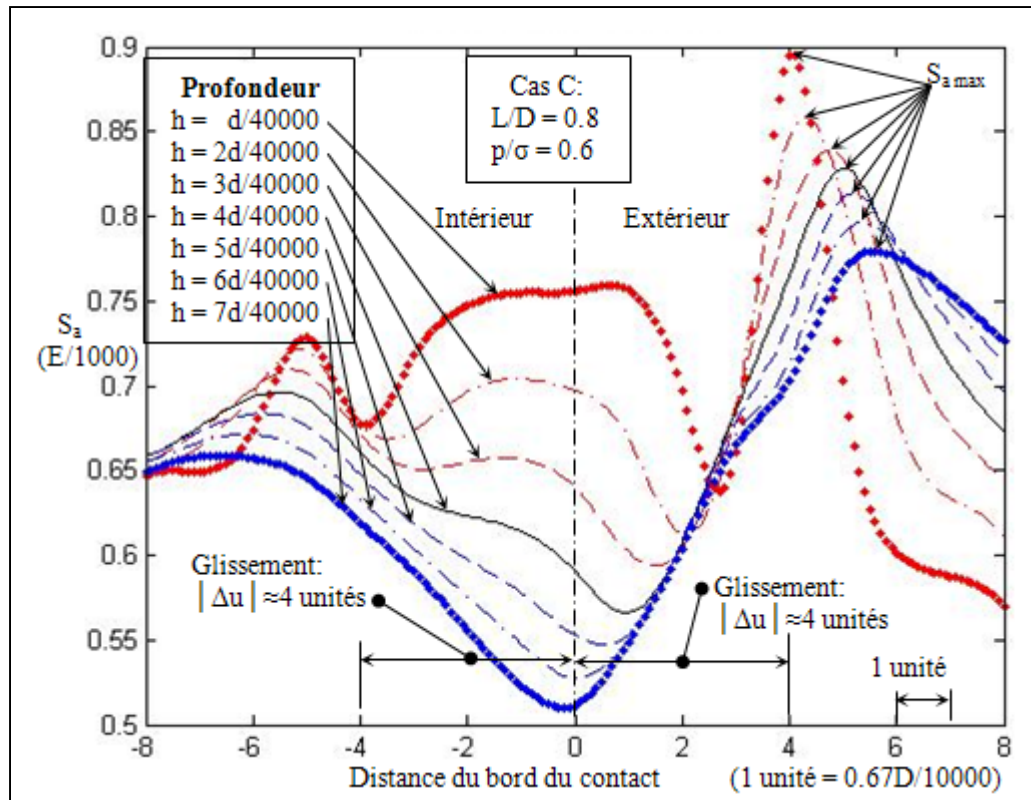 0.9
0.85
0.8
0.75
0.7
0.65
0.6
0.55
0.5
Sa
(E/1000)
Profondeur
h = d/40000
h = 2d/40000
h = 3d/40000
h = 4d/40000
h = 5d/40000
h = 6d/40000
h = 7d/40000
Cas C:
L/D = 0.8
p/σ = 0.6
Sa max
Intérieur
Extérieur
Glissement:
|Δu| ≈4 unités
Glissement:
|Δu| ≈4 unités
1 unité
-8 -6 -4 -2 0 2 4 6 8
Distance du bord du contact (1 unité = 0.67D/10000)